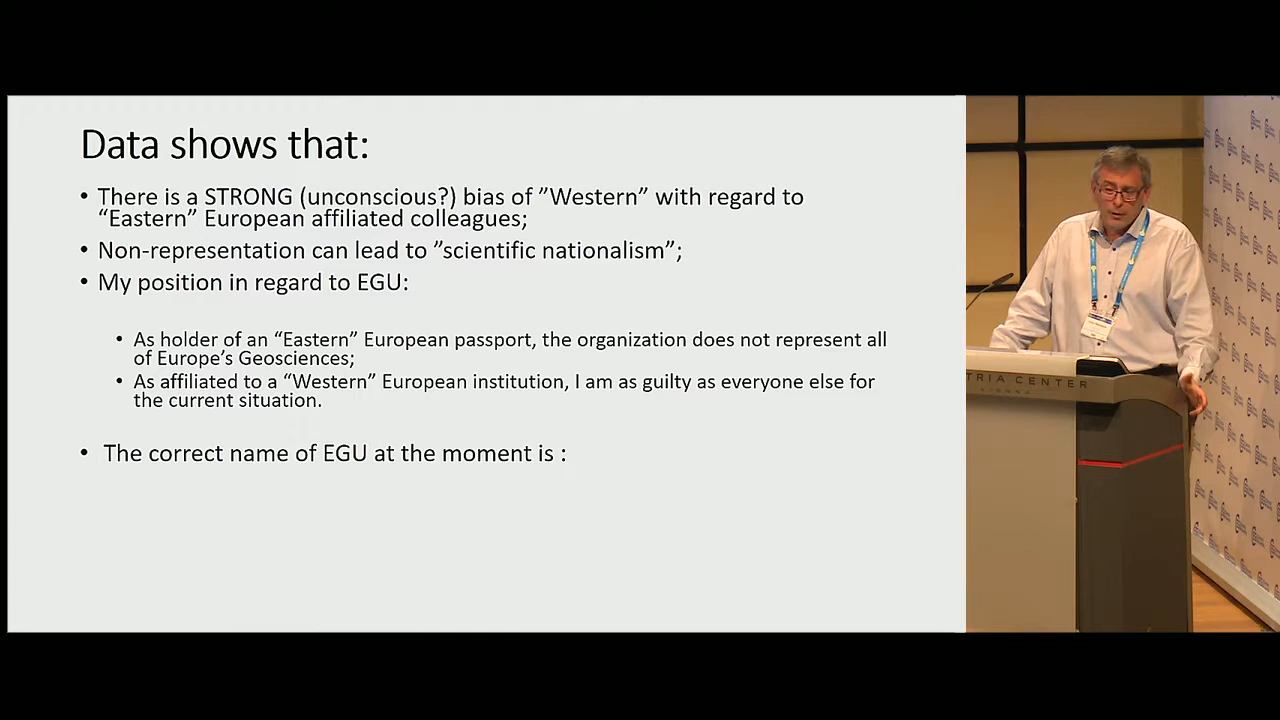 Data shows that:
• There is a STRONG (unconscious?) bias of ”Western” with regard to
“Eastern” European affiliated colleagues;
• Non-representation can lead to ”scientific nationalism”;
• My position in regard to EGU:
• As holder of an “Eastern” European passport, the organization does not represent all
of Europe’s Geosciences;
• As affiliated to a “Western” European institution, I am as guilty as everyone else for
the current situation.
• The correct name of EGU at the moment is :
TRIA CENTER